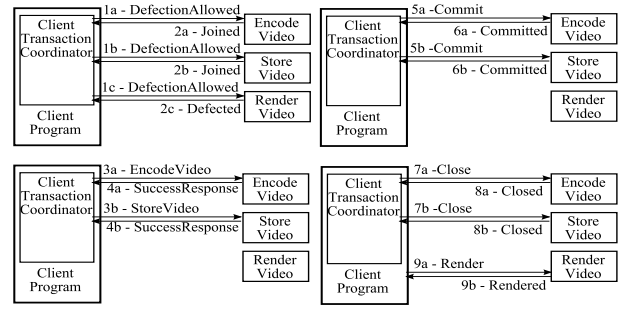 1a - DefectionAllowed
Client
Transaction
Coordinator
2a - Joined
Encode
Video
1b - DefectionAllowed
2b - Joined
Store
Video
1c - DefectionAllowed
2c - Defected
Render
Video
Client
Program
5a -Commit
Client
Transaction
Coordinator
6a - Committed
Encode
Video
5b -Commit
6b - Committed
Store
Video
Render
Video
Client
Program
3a - EncodeVideo
Client
Transaction
Coordinator
4a - SuccessResponse
Encode
Video
3b - StoreVideo
4b - SuccessResponse
Store
Video
Render
Video
Client
Program
7a -Close
Client
Transaction
Coordinator
8a - Closed
Encode
Video
7b -Close
8b - Closed
Store
Video
9a - Render
9b - Rendered
Render
Video
Client
Program